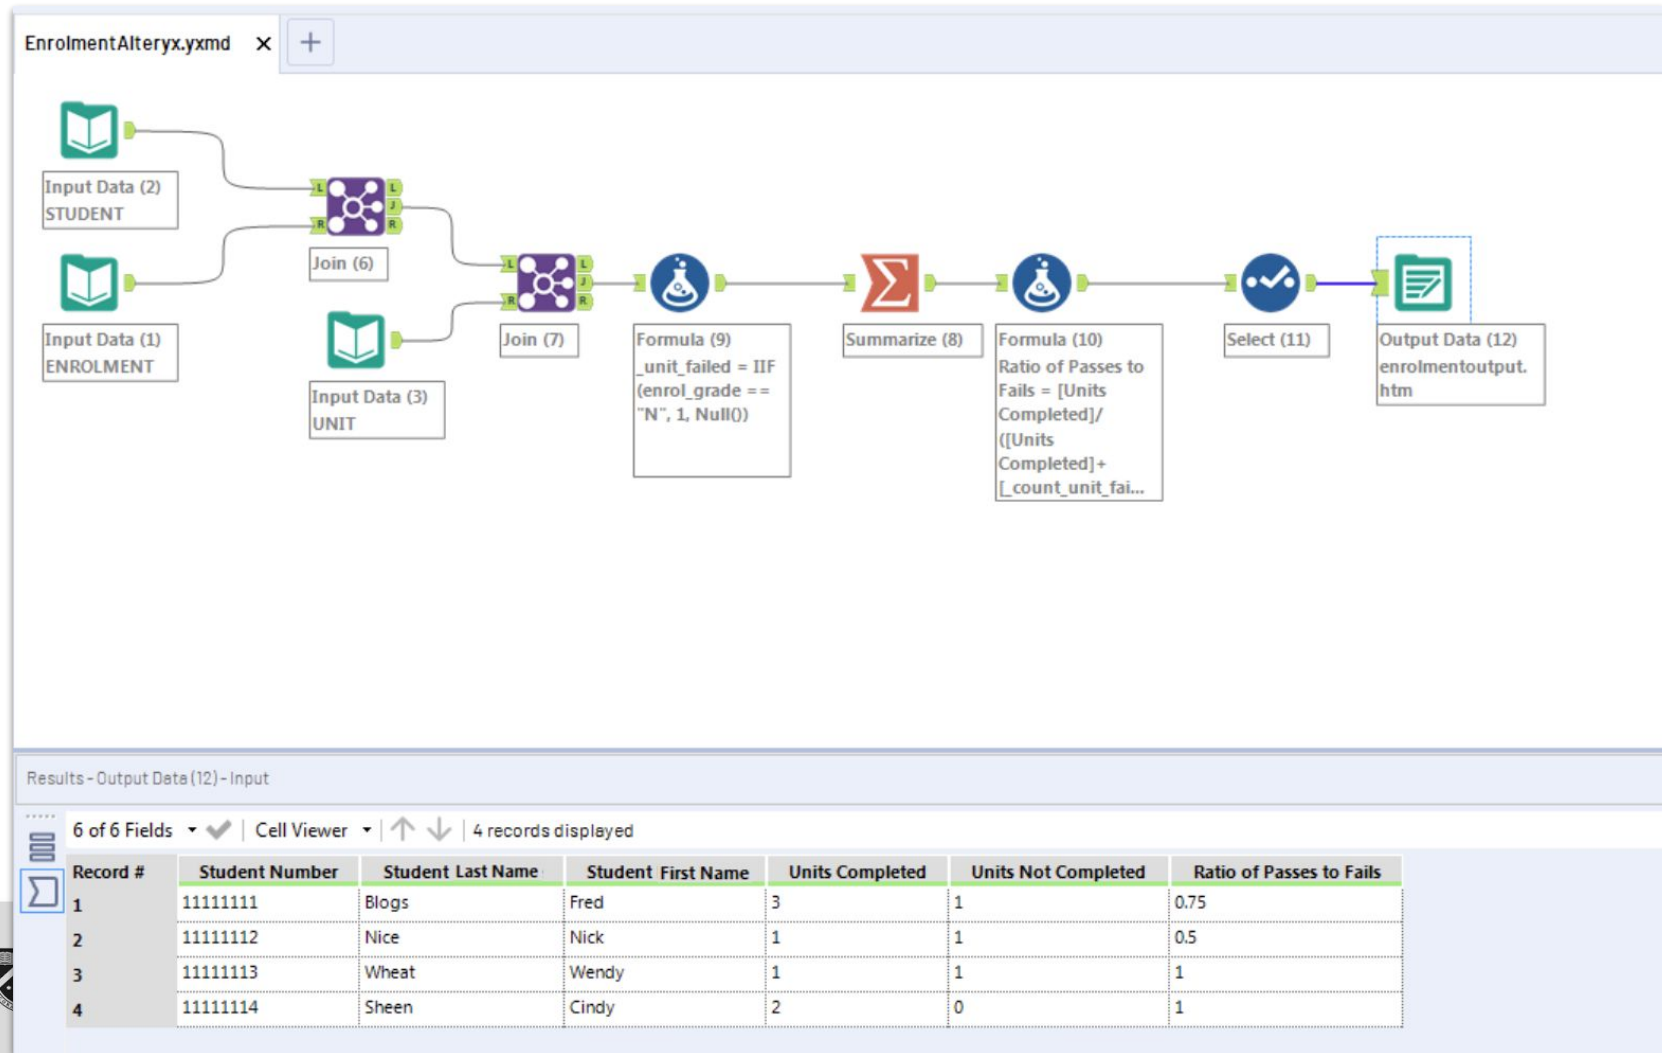 EnrolmentAlteryx.yxmd
Input Data (2)
STUDENT
L
R
L
J
R
Join (6)
Input Data (1)
ENROLMENT
Input Data (3)
UNIT
L
R
L
J
R
Join (7)
Formula (9)
_unit_failed = IIF
(enrol_grade ==
"N", 1, Null())
Summarize (8)
Formula (10)
Ratio of Passes to
Fails = [Units
Completed]/
([Units
Completed]+
[_count_unit_fai...
Select (11)
Output Data (12)
enrolmentoutput.
htm
Results - Output Data (12) - Input
6 of 6 Fields Cell Viewer 4 records displayed
Record # Student Number Student Last Name Student First Name Units Completed Units Not Completed Ratio of Passes to Fails
1 11111111 Blogs Fred 3 1 0.75
2 11111112 Nice Nick 1 1 0.5
3 11111113 Wheat Wendy 1 1 1
4 11111114 Sheen Cindy 2 0 1